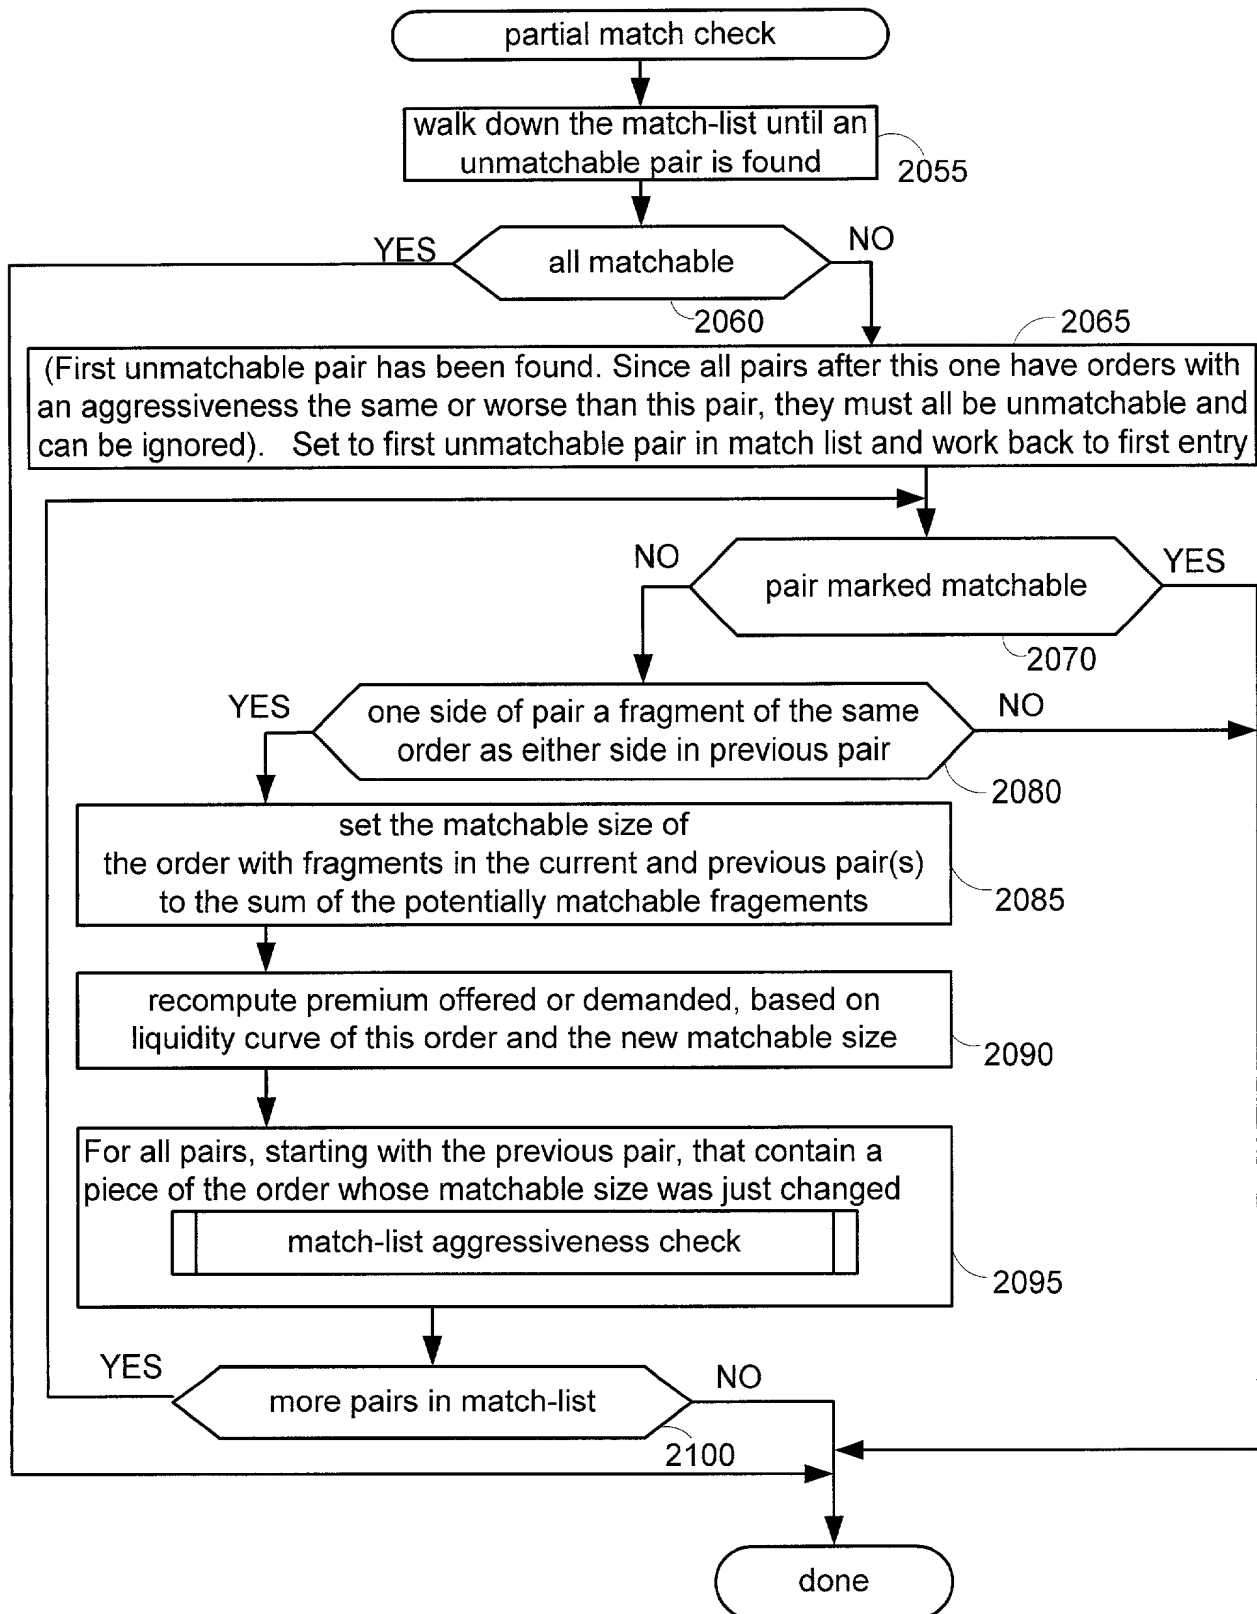 partial match check
walk down the match-list until an
unmatchable pair is found
2055
YES
NO
all matchable
2060
2065
(First unmatchable pair has been found. Since all pairs after this one have orders with
an aggressiveness the same or worse than this pair, they must all be unmatchable and
can be ignored). Set to first unmatchable pair in match list and work back to first entry
NO
YES
pair marked matchable
2070
YES
NO
one side of pair a fragment of the same
order as either side in previous pair
2080
set the matchable size of
the order with fragments in the current and previous pair(s)
to the sum of the potentially matchable fragements
2085
recompute premium offered or demanded, based on
liquidity curve of this order and the new matchable size
2090
For all pairs, starting with the previous pair, that contain a
piece of the order whose matchable size was just changed
match-list aggressiveness check
2095
YES
NO
more pairs in match-list
2100
done